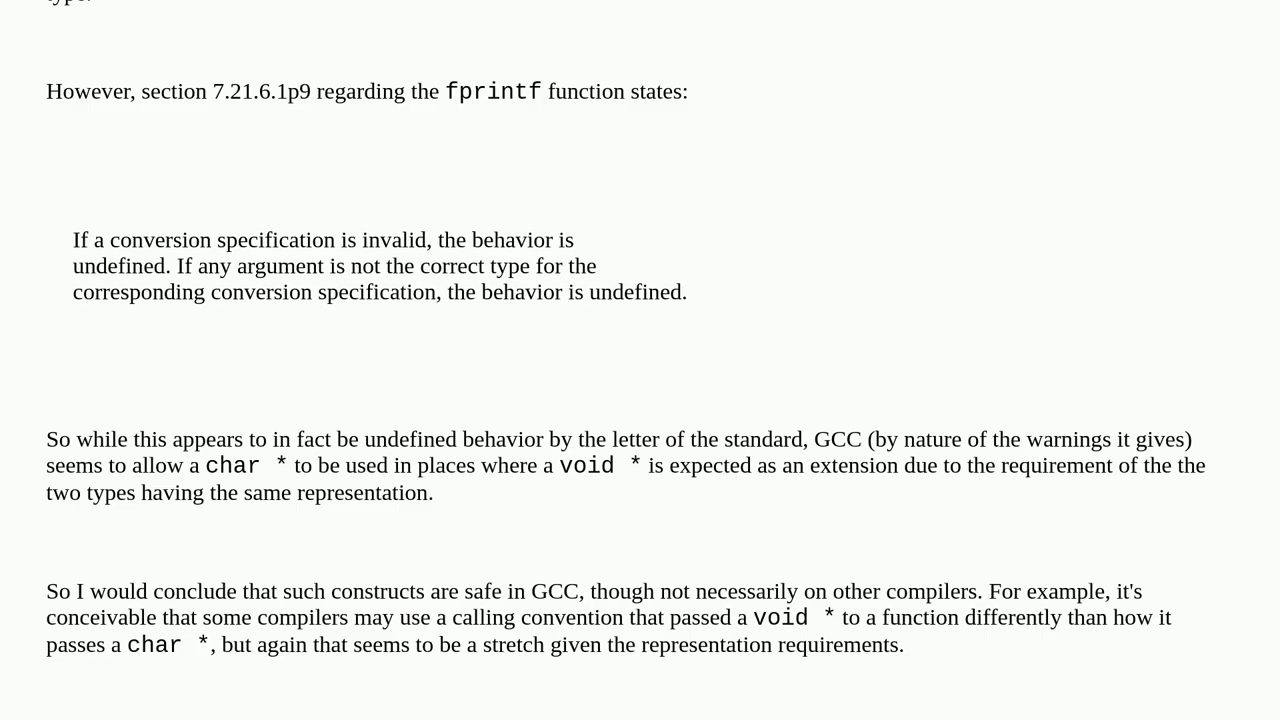 type.
However, section 7.21.6.1p9 regarding the fprintf function states:
If a conversion specification is invalid, the behavior is
undefined. If any argument is not the correct type for the
corresponding conversion specification, the behavior is undefined.
So while this appears to in fact be undefined behavior by the letter of the standard, GCC (by nature of the warnings it gives)
seems to allow a char * to be used in places where a void * is expected as an extension due to the requirement of the the
two types having the same representation.
So I would conclude that such constructs are safe in GCC, though not necessarily on other compilers. For example, it's
conceivable that some compilers may use a calling convention that passed a void * to a function differently than how it
passes a char *, but again that seems to be a stretch given the representation requirements.